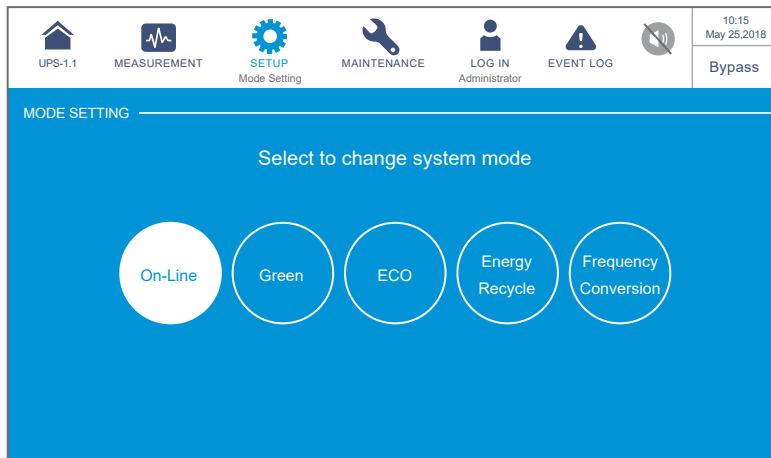 UPS-1.1
MEASUREMENT
SETUP
Mode Setting
MAINTENANCE
LOG IN
Administrator
EVENT LOG
10:15
May 25,2018
Bypass
MODE SETTING
Select to change system mode
On-Line
Green
ECO
Energy
Recycle
Frequency
Conversion